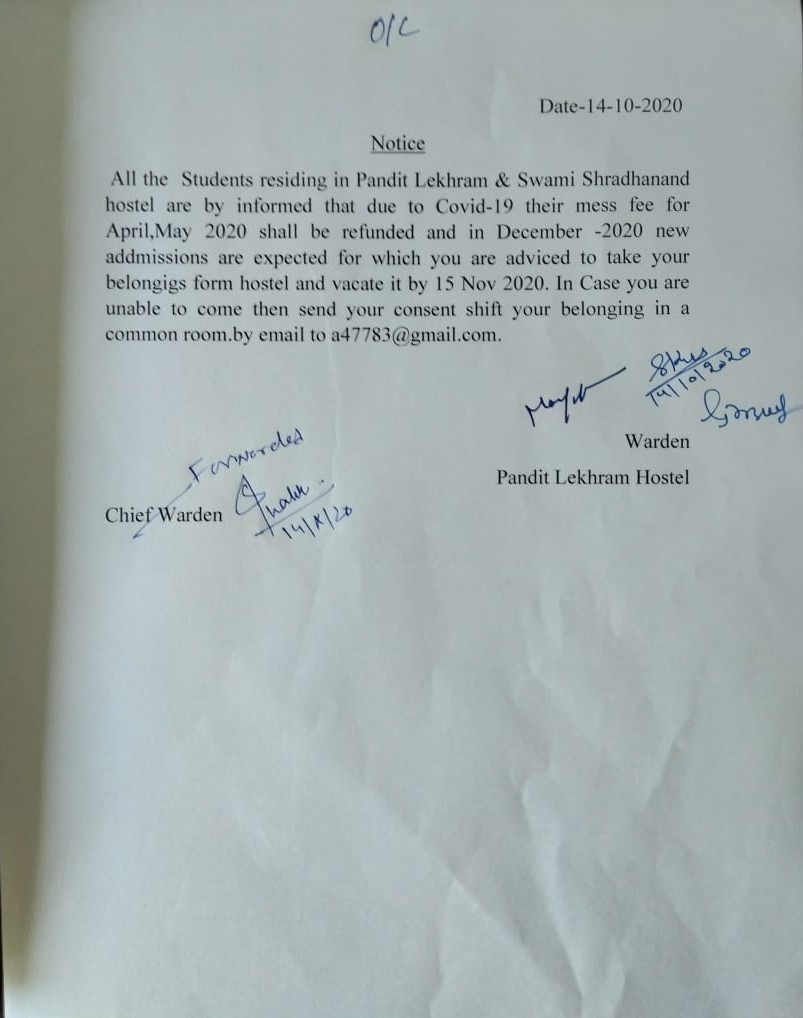 O/C
Date-14-10-2020
Notice
All the Students residing in Pandit Lekhram & Swami Shradhanand
hostel are by informed that due to Covid-19 their mess fee for
April,May 2020 shall be refunded and in December -2020 new
addmissions are expected for which you are adviced to take your
belongigs form hostel and vacate it by 15 Nov 2020. In Case you are
unable to come then send your consent shift your belonging in a
common room.by email to a47783@gmail.com.
14/10/2020
Warden
Pandit Lekhram Hostel
Forwarded
Chief Warden
14/X/20